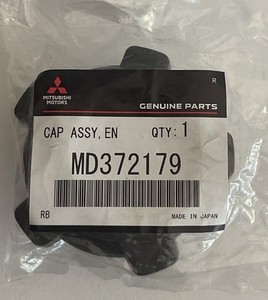 R
MITSUBISHI
MOTORS
GENUINE PARTS
CAP ASSY,EN QTY:1
MD372179
RB MADE IN JAPAN